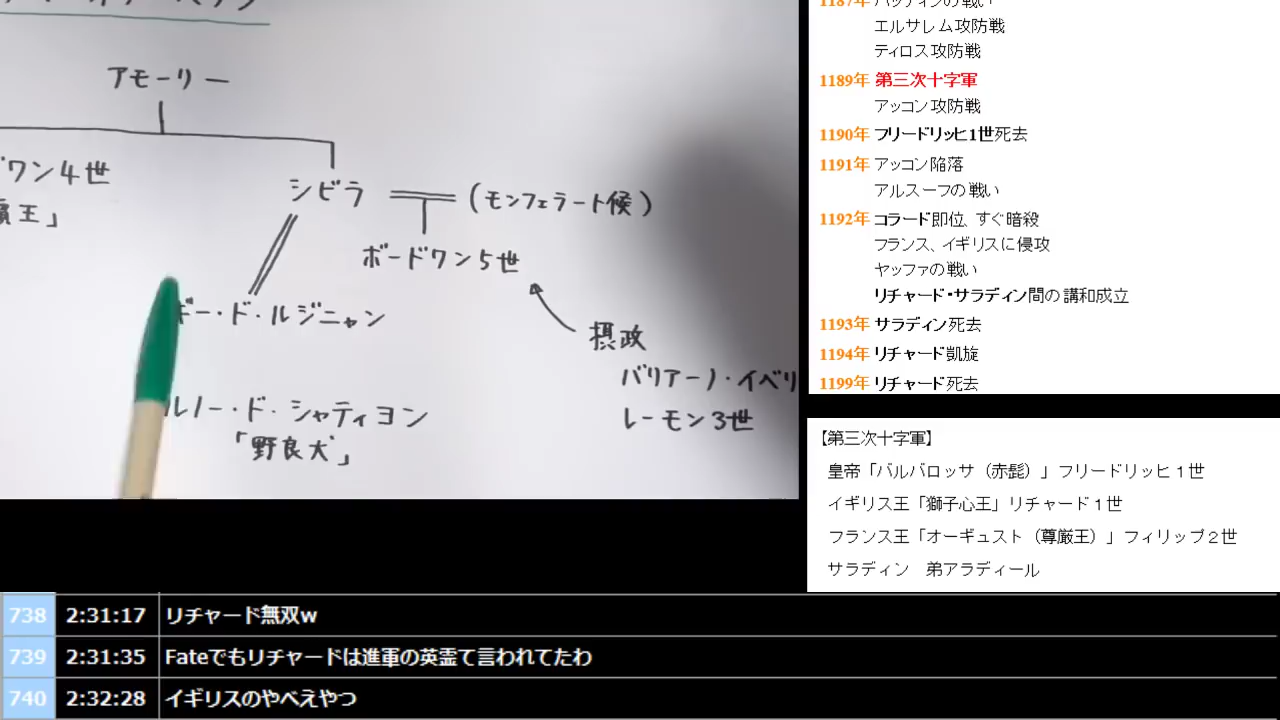 アモーリー
ワン4世
王」
シビラ
(モンフェラート候)
ボードワン5世
ギー・ド・ルジニャン
摂政
バリアーノ・イベリ
レーモン3世
ルノー・ド・シャティヨン
「野良犬」
1187年 ハッティンの戦い
エルサレム攻防戦
ティロス攻防戦
1189年 第三次十字軍
アッコン攻防戦
1190年 フリードリッヒ1世死去
1191年 アッコン陥落
アルスーフの戦い
1192年 コラード即位、すぐ暗殺
フランス、イギリスに侵攻
ヤッファの戦い
リチャード・サラディン間の講和成立
1193年 サラディン死去
1194年 リチャード凱旋
1199年 リチャード死去
【第三次十字軍】
皇帝「バルバロッサ（赤髭）」フリードリッヒ１世
イギリス王「獅子心王」リチャード１世
フランス王「オーギュスト（尊厳王）」フィリップ２世
サラディン　弟アラディール
738 2:31:17 リチャード無双w
739 2:31:35 Fateでもリチャードは進軍の英霊て言われてたわ
740 2:32:28 イギリスのやべえやつ